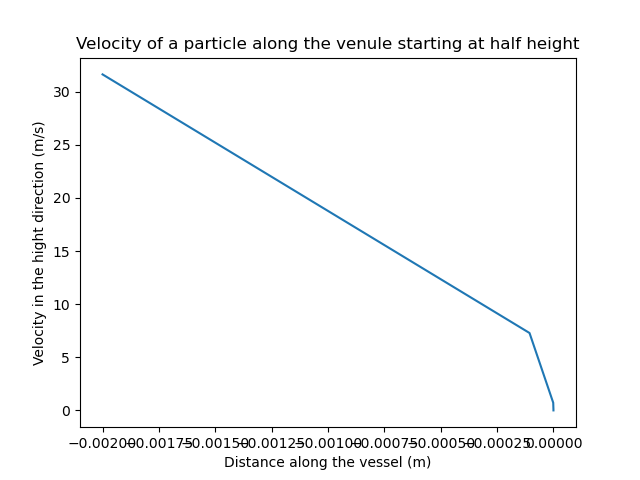 Velocity of a particle along the venule starting at half height
Velocity in the hight direction (m/s)
30
25
20
15
10
5
0
−0.00200 −0.00175 −0.00150 −0.00125 −0.00100 −0.00075 −0.00050 −0.00025 0.00000
Distance along the vessel (m)